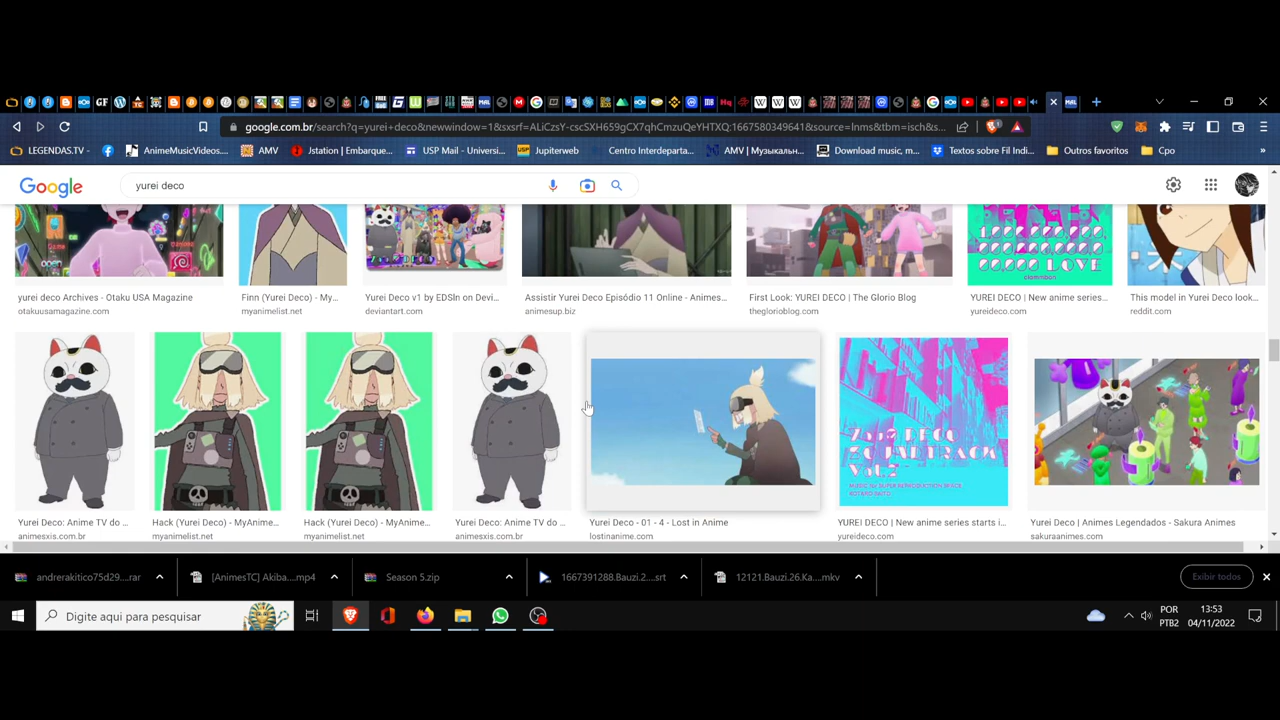 google.com.br/search?q=yurei+deco&newwindow=1&sxsrf=ALiCzsY-cscSXH659gCX7qhCmzuQeYHTXQ:1667580349641&source=lnms&tbm=isch&s...
LEGENDAS.TV -
AnimeMusicVideos....
AMV
Jstation | Embarque...
USP Mail - Universi...
Jupiterweb
Centro Interdeparta...
AMV | Музыкальн...
Download music, m...
Textos sobre Fil Indi...
Outros favoritos
Cpo
»
Google
yurei deco
open
yurei deco Archives - Otaku USA Magazine
otakuusamagazine.com
Finn (Yurei Deco) - My...
myanimelist.net
Yurei Deco v1 by EDSln on Devi...
deviantart.com
Assistir Yurei Deco Episódio 11 Online - Animes...
animesup.biz
First Look: YUREI DECO | The Glorio Blog
theglorioblog.com
YUREI DECO | New anime series...
yureideco.com
This model in Yurei Deco look...
reddit.com
Yurei Deco: Anime TV do ...
animesxis.com.br
Hack (Yurei Deco) - MyAnime...
myanimelist.net
Hack (Yurei Deco) - MyAnime...
myanimelist.net
Yurei Deco: Anime TV do ...
animesxis.com.br
Yurei Deco - 01 - 4 - Lost in Anime
lostinanime.com
YUREI DECO | New anime series starts i...
yureideco.com
Yurei Deco | Animes Legendados - Sakura Animes
sakuraanimes.com
andrerakitico75d29....rar
[AnimesTC] Akiba....mp4
Season 5.zip
1667391288.Bauzi.2....srt
12121.Bauzi.26.Ka....mkv
Exibir todos
Digite aqui para pesquisar
POR
PTB2
13:53
04/11/2022